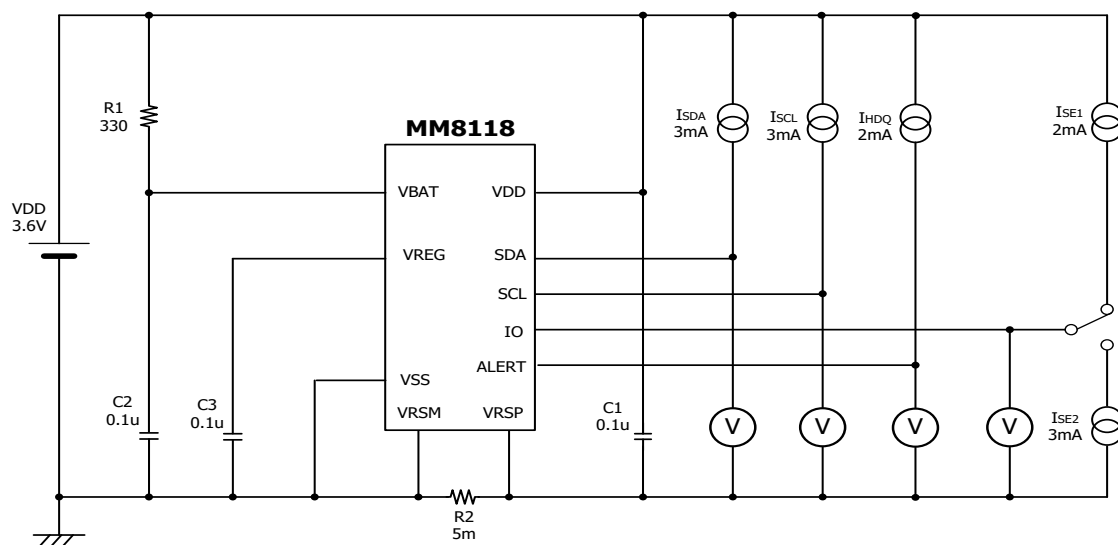 R1
330
MM8118
ISDA
3mA
ISCL
3mA
IHDQ
2mA
ISE1
2mA
VDD
3.6V
VBAT
VDD
VREG
SDA
SCL
IO
ALERT
VSS
VRSM
VRSP
C2
0.1u
C3
0.1u
C1
0.1u
V
V
V
V
ISE2
3mA
R2
5m